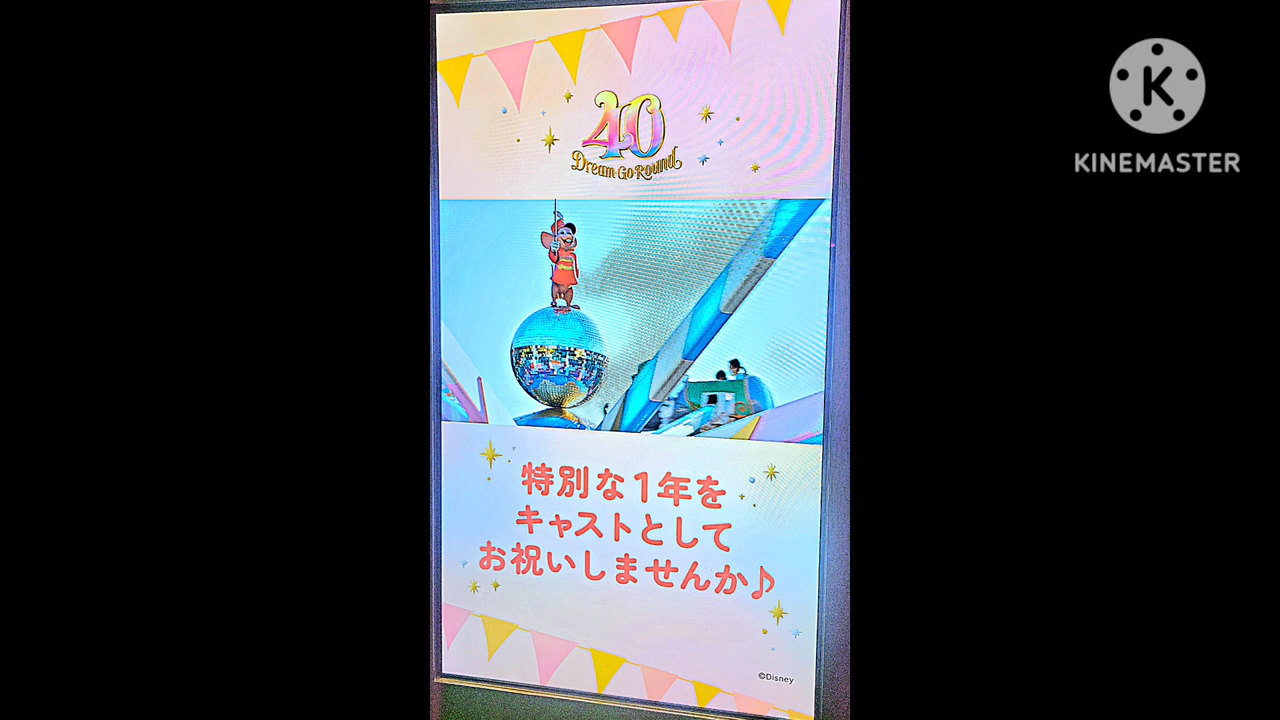 40
Dream-Go-Round
特別な1年を
キャストとして
お祝いしませんか♪
©Disney
K
KINEMASTER